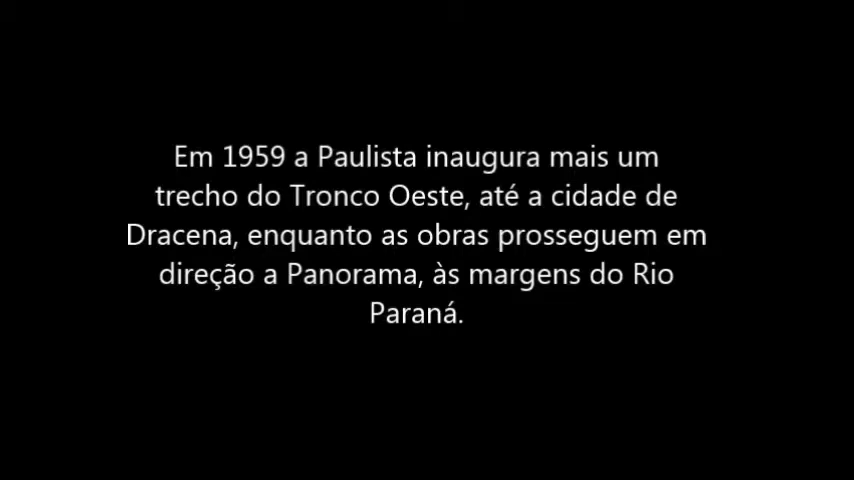 Em 1959 a Paulista inaugura mais um
trecho do Tronco Oeste, até a cidade de
Dracena, enquanto as obras prosseguem em
direção a Panorama, às margens do Rio
Paraná.